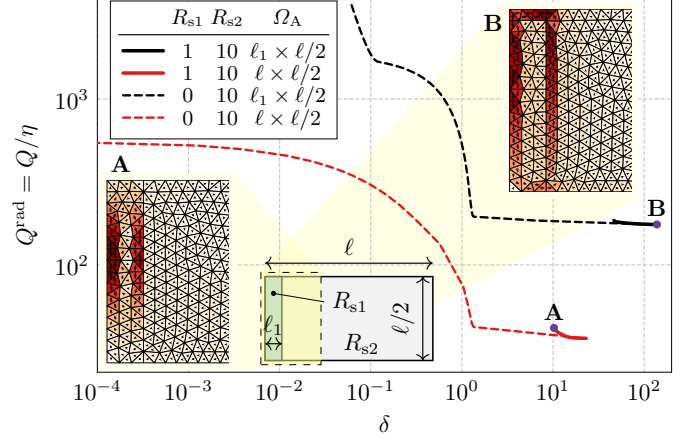 R_s1 R_s2 Ω_A
1 10 ℓ_1 × ℓ/2
1 10 ℓ × ℓ/2
0 10 ℓ_1 × ℓ/2
0 10 ℓ × ℓ/2
B
10^3
10^2
Q^rad = Q/η
A
B
A
ℓ
R_s1
ℓ_1
R_s2
ℓ/2
10^−4 10^−3 10^−2 10^−1 10^0 10^1 10^2
δ